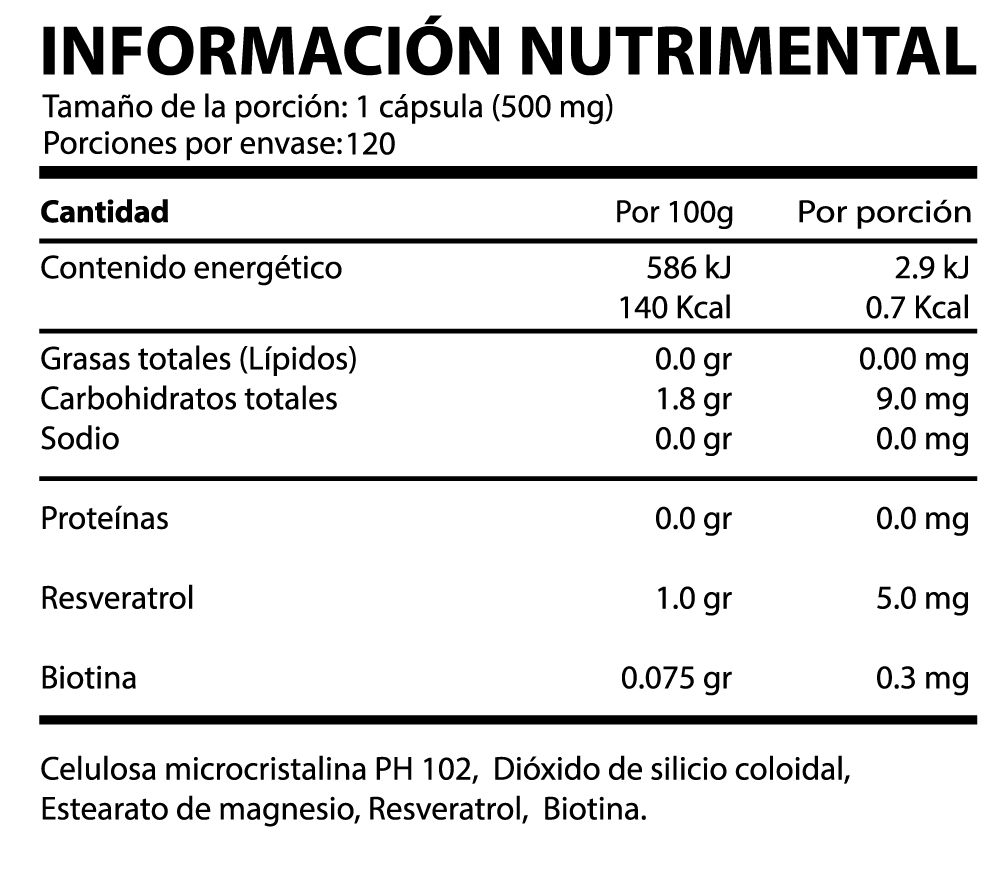 INFORMACIÓN NUTRIMENTAL
Tamaño de la porción: 1 cápsula (500 mg)
Porciones por envase:120
Cantidad Por 100g Por porción
Contenido energético 586 kJ 2.9 kJ
140 Kcal 0.7 Kcal
Grasas totales (Lípidos) 0.0 gr 0.00 mg
Carbohidratos totales 1.8 gr 9.0 mg
Sodio 0.0 gr 0.0 mg
Proteínas 0.0 gr 0.0 mg
Resveratrol 1.0 gr 5.0 mg
Biotina 0.075 gr 0.3 mg
Celulosa microcristalina PH 102, Dióxido de silicio coloidal,
Estearato de magnesio, Resveratrol, Biotina.